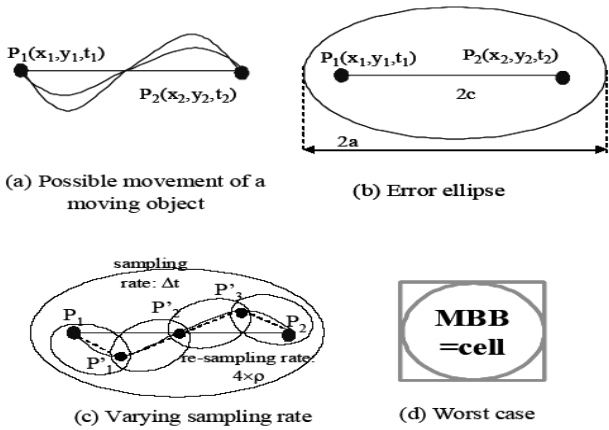 P₁(x₁,y₁,t₁)
P₂(x₂,y₂,t₂)
(a) Possible movement of a
moving object
P₁(x₁,y₁,t₁)
P₂(x₂,y₂,t₂)
2c
2a
(b) Error ellipse
sampling
rate: Δt
P₁
P'₂
P'₃
P₂
P'₁
re-sampling rate:
4×ρ
(c) Varying sampling rate
MBB
=cell
(d) Worst case